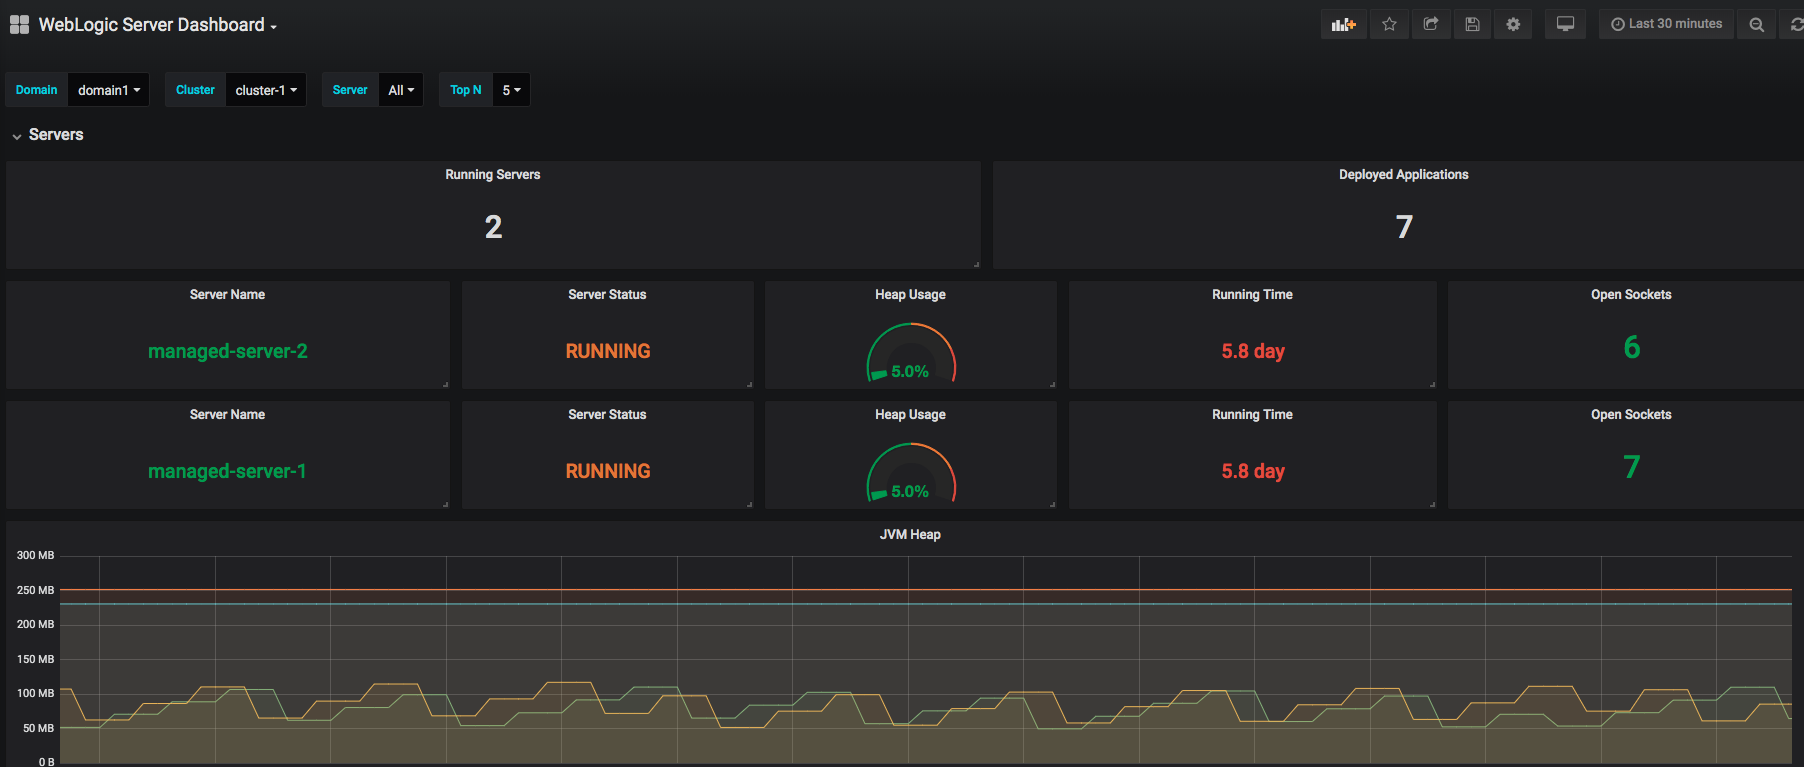 WebLogic Server Dashboard
Last 30 minutes
Domain domain1 Cluster cluster-1 Server All Top N 5
Servers
Running Servers Deployed Applications
2 7
Server Name Server Status Heap Usage Running Time Open Sockets
managed-server-2 RUNNING 5.0% 5.8 day 6
Server Name Server Status Heap Usage Running Time Open Sockets
managed-server-1 RUNNING 5.0% 5.8 day 7
JVM Heap
300 MB
250 MB
200 MB
150 MB
100 MB
50 MB
0 B